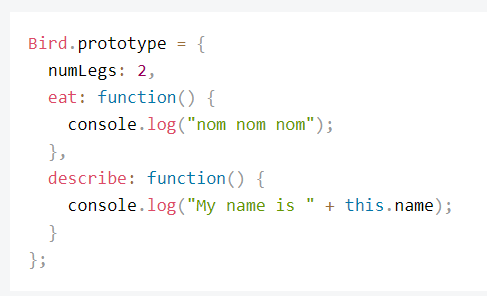 Bird.prototype = {
  numLegs: 2,
  eat: function() {
    console.log("nom nom nom");
  },
  describe: function() {
    console.log("My name is " + this.name);
  }
};